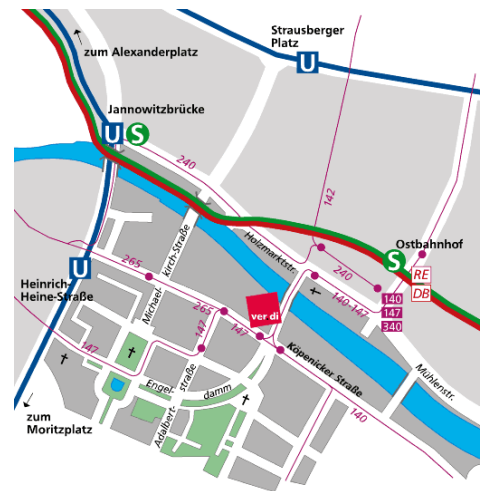 Strausberger
Platz
U
zum Alexanderplatz
Jannowitzbrücke
U S
240
142
265
kirch-Straße
Michael-
Holzmarktstr.
240
Ostbahnhof
S
RE
DB
140
147
340
140·147
U
Heinrich-
Heine-Straße
265
147
147
147
ver di
Köpenicker Straße
Mühlenstr.
Engel-
damm
straße
Adalbert-
140
zum
Moritzplatz